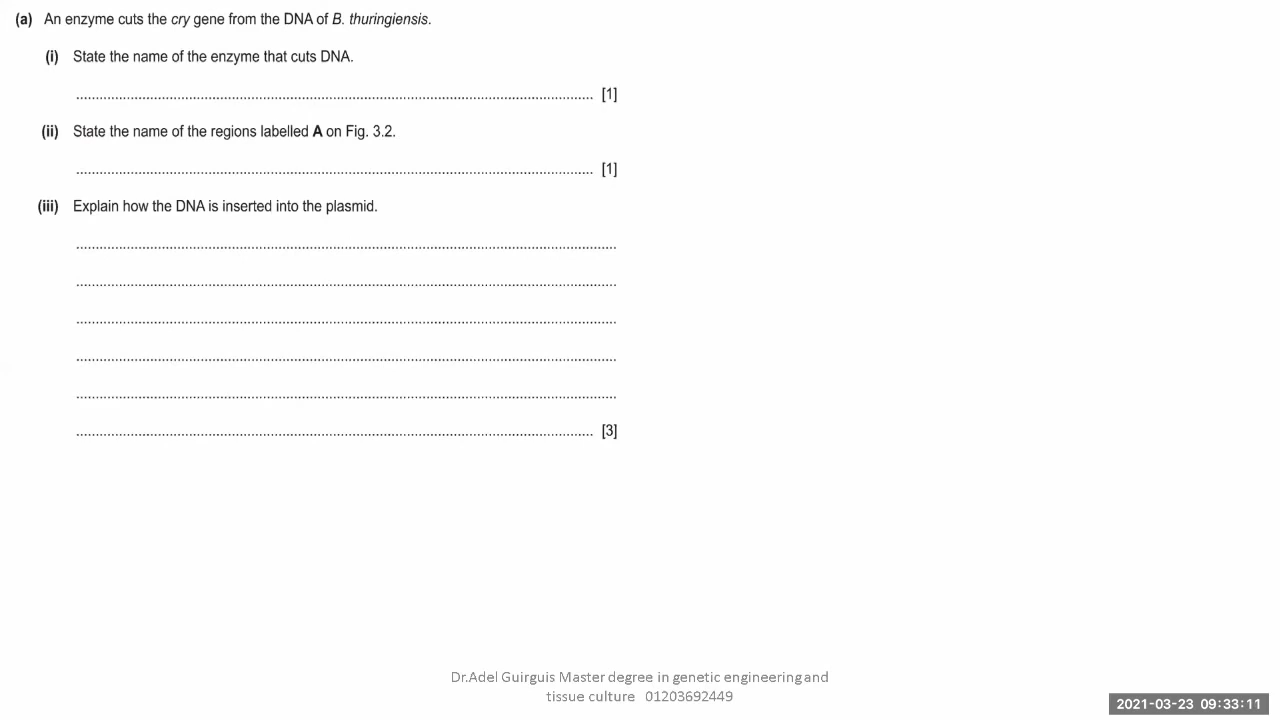 (a) An enzyme cuts the cry gene from the DNA of B. thuringiensis.
(i) State the name of the enzyme that cuts DNA.
.................................................................................................................................... [1]
(ii) State the name of the regions labelled A on Fig. 3.2.
.................................................................................................................................... [1]
(iii) Explain how the DNA is inserted into the plasmid.
..........................................................................................................................................
..........................................................................................................................................
..........................................................................................................................................
..........................................................................................................................................
..........................................................................................................................................
.................................................................................................................................... [3]
Dr.Adel Guirguis Master degree in genetic engineering and
tissue culture 01203692449
2021-03-23 09:33:11